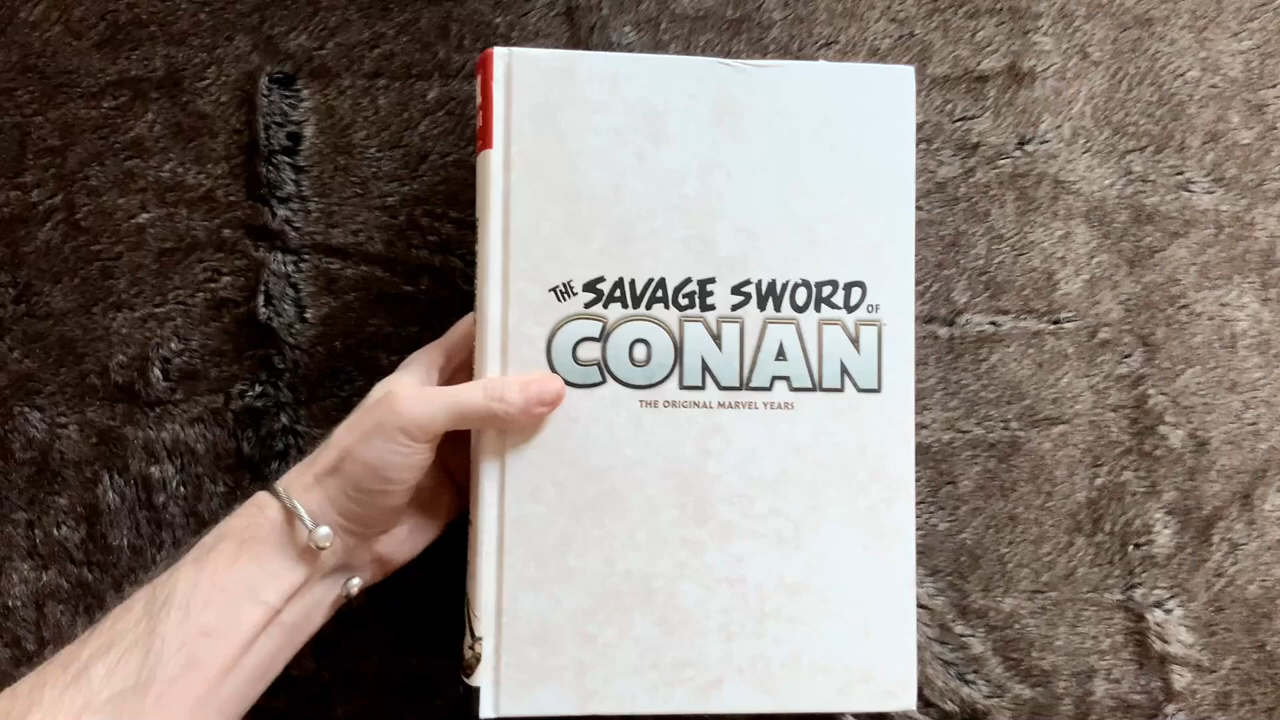 THE SAVAGE SWORD OF
CONAN
THE ORIGINAL MARVEL YEARS